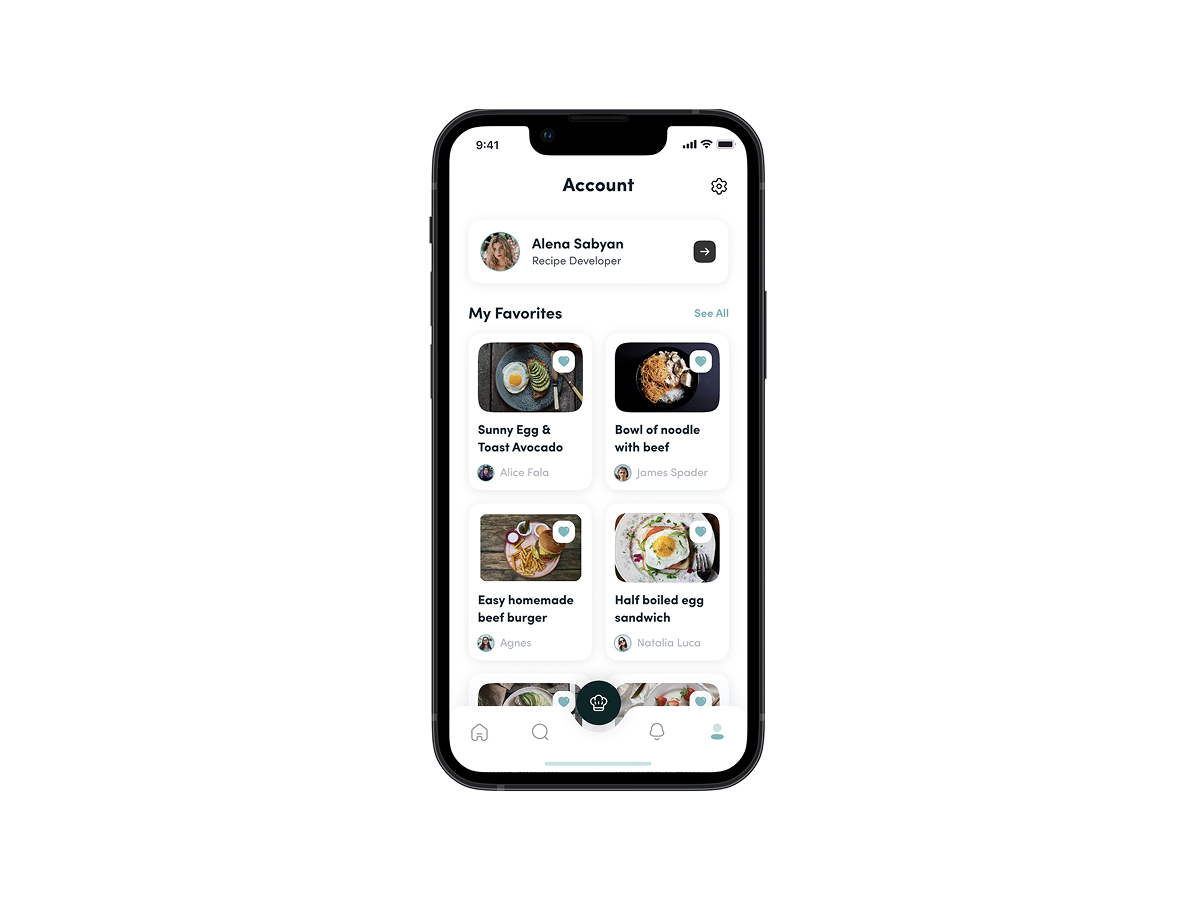 9:41
Account
Alena Sabyan
Recipe Developer
My Favorites
See All
Sunny Egg &
Toast Avocado
Alice Fala
Bowl of noodle
with beef
James Spader
Easy homemade
beef burger
Agnes
Half boiled egg
sandwich
Natalia Luca